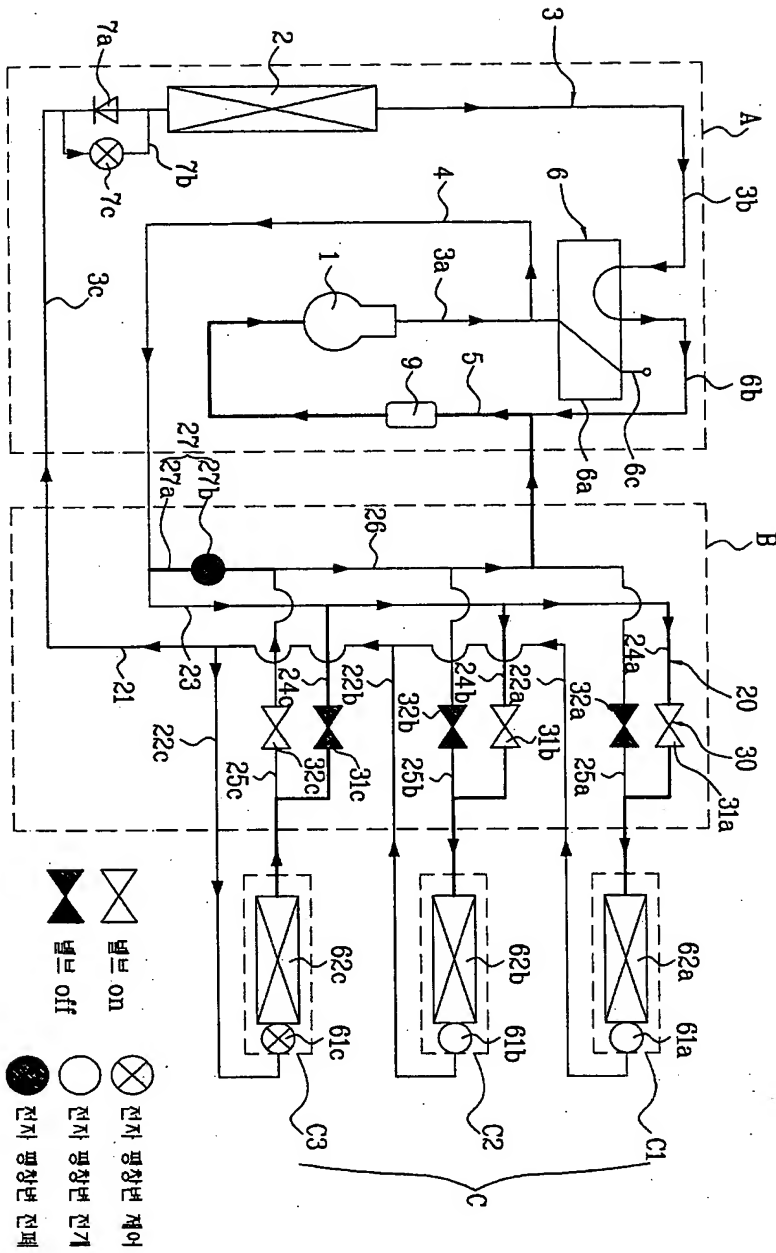 B
A
3b
6b
6c
24a
20
30
31a
62a
61a
C1
3
6
6a
32a
25a
5
22a
31b
24b
4
3a
9
32b
25b
62b
61b
C2
C
26
22b
31c
2
1
24c
32c
25c
62c
61c
C3
27
27b
27a
23
7a
7b
7c
3c
21
22c
밸브 on
밸브 off
전자 팽창변 제어
전자 팽창변 전개
전자 팽창변 전폐